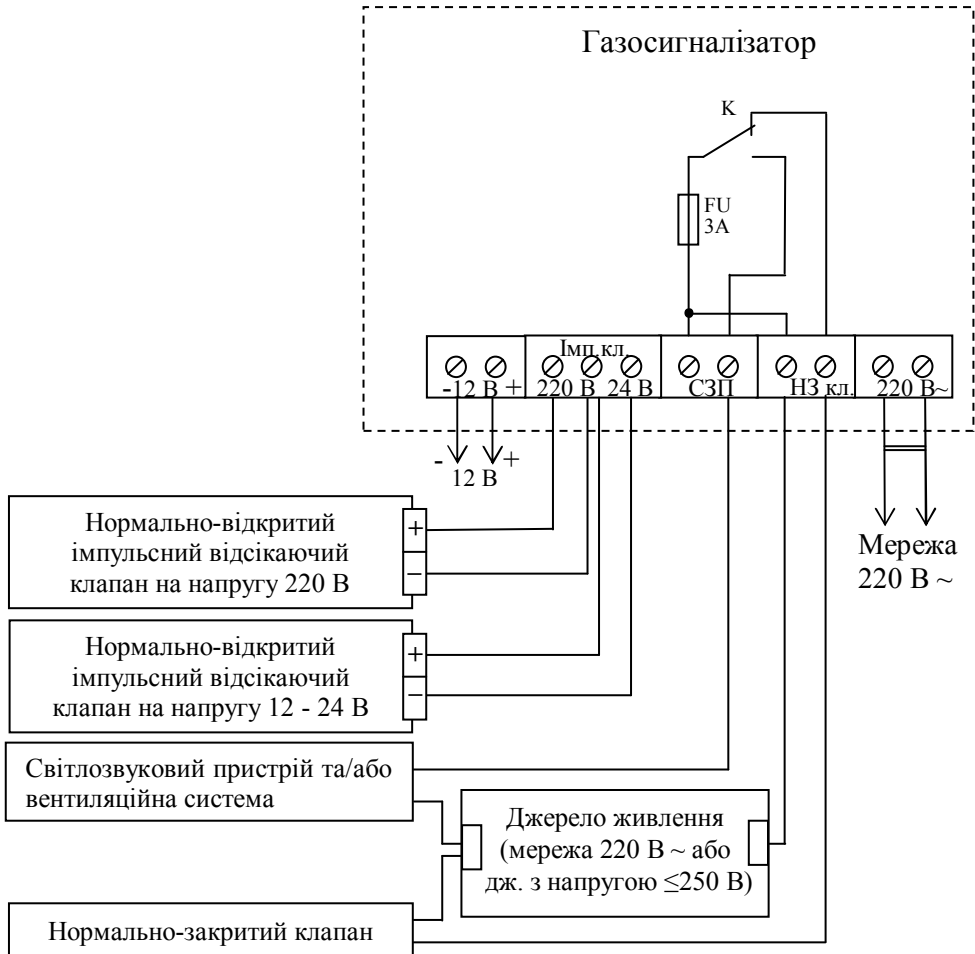 Газосигналізатор
K
FU
3А
Імп.кл.
-12 В + 220 В 24 В СЗП НЗ кл. 220 В~
- +
12 В
Мережа
220 В ~
Нормально-відкритий
імпульсний відсікаючий
клапан на напругу 220 В
+
−
Нормально-відкритий
імпульсний відсікаючий
клапан на напругу 12 - 24 В
+
−
Світлозвуковий пристрій та/або
вентиляційна система
Джерело живлення
(мережа 220 В ~ або
дж. з напругою ≤250 В)
Нормально-закритий клапан